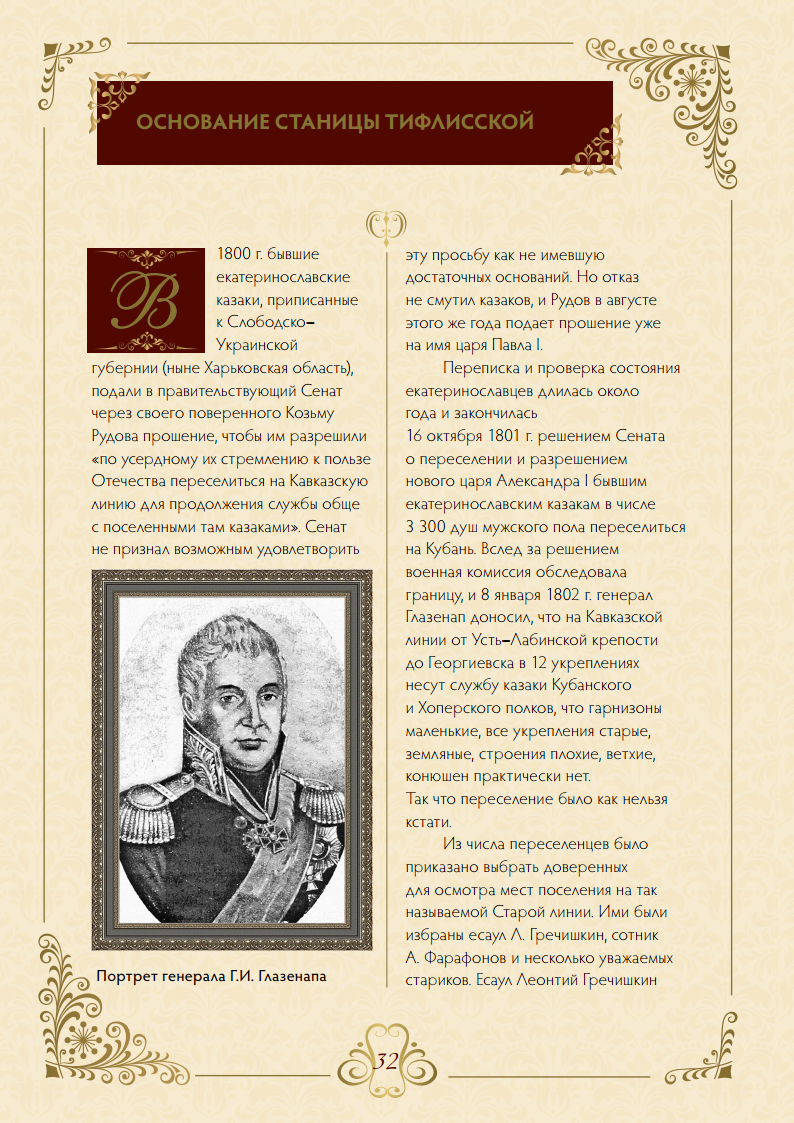 ОСНОВАНИЕ СТАНИЦЫ ТИФЛИССКОЙ
В 1800 г. бывшие
екатеринославские
казаки, приписанные
к Слободско–
Украинской
губернии (ныне Харьковская область),
подали в правительствующий Сенат
через своего поверенного Козьму
Рудова прошение, чтобы им разрешили
«по усердному их стремлению к пользе
Отечества переселиться на Кавказскую
линию для продолжения службы обще
с поселенными там казаками». Сенат
не признал возможным удовлетворить
Портрет генерала Г.И. Глазенапа
эту просьбу как не имевшую
достаточных оснований. Но отказ
не смутил казаков, и Рудов в августе
этого же года подает прошение уже
на имя царя Павла I.
Переписка и проверка состояния
екатеринославцев длилась около
года и закончилась
16 октября 1801 г. решением Сената
о переселении и разрешением
нового царя Александра I бывшим
екатеринославским казакам в числе
3 300 душ мужского пола переселиться
на Кубань. Вслед за решением
военная комиссия обследовала
границу, и 8 января 1802 г. генерал
Глазенап доносил, что на Кавказской
линии от Усть–Лабинской крепости
до Георгиевска в 12 укреплениях
несут службу казаки Кубанского
и Хоперского полков, что гарнизоны
маленькие, все укрепления старые,
земляные, строения плохие, ветхие,
конюшен практически нет.
Так что переселение было как нельзя
кстати.
Из числа переселенцев было
приказано выбрать доверенных
для осмотра мест поселения на так
называемой Старой линии. Ими были
избраны есаул Л. Гречишкин, сотник
А. Фарафонов и несколько уважаемых
стариков. Есаул Леонтий Гречишкин
32